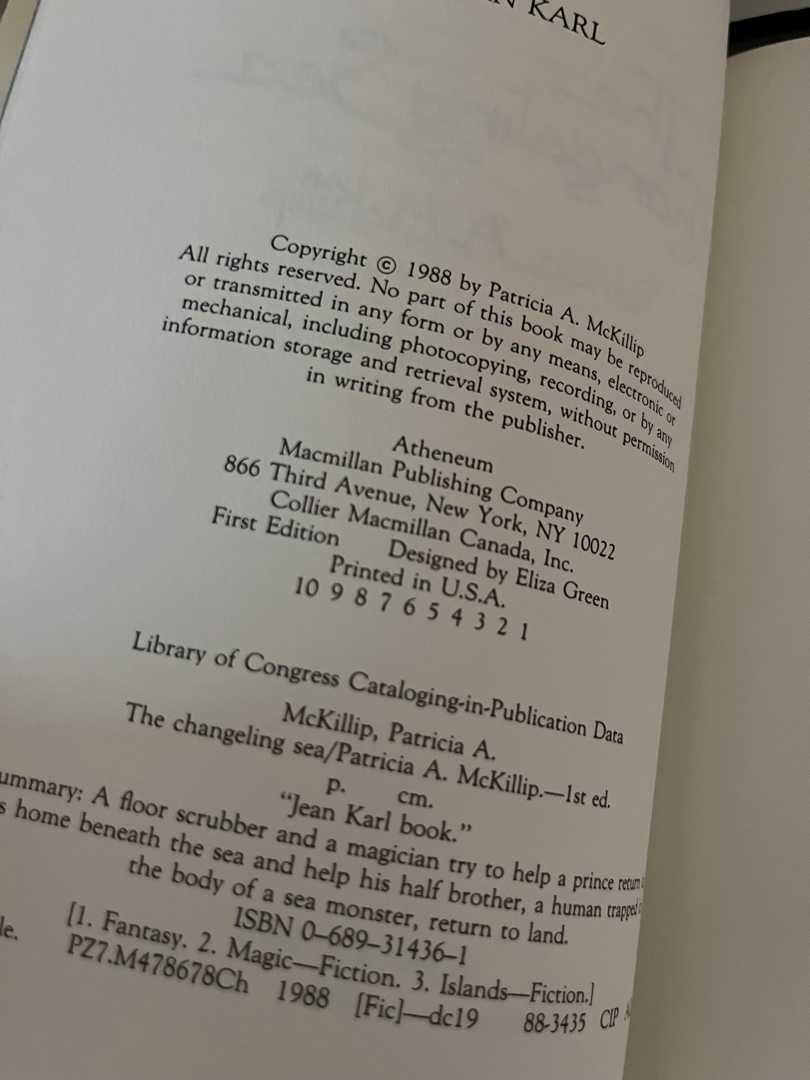 KARL
Copyright © 1988 by Patricia A. McKillip
All rights reserved. No part of this book may be reproduced
or transmitted in any form or by any means, electronic or
mechanical, including photocopying, recording, or by any
information storage and retrieval system, without permission
in writing from the publisher.
Atheneum
Macmillan Publishing Company
866 Third Avenue, New York, NY 10022
Collier Macmillan Canada, Inc.
First Edition Designed by Eliza Green
Printed in U.S.A.
10 9 8 7 6 5 4 3 2 1
Library of Congress Cataloging-in-Publication Data
McKillip, Patricia A.
The changeling sea/Patricia A. McKillip.—1st ed.
p. cm.
"Jean Karl book."
ummary: A floor scrubber and a magician try to help a prince return
s home beneath the sea and help his half brother, a human trapped
the body of a sea monster, return to land.
ISBN 0–689–31436–1
[1. Fantasy. 2. Magic—Fiction. 3. Islands—Fiction.]
le.
PZ7.M478678Ch 1988 [Fic]—dc19 88-3435 CIP